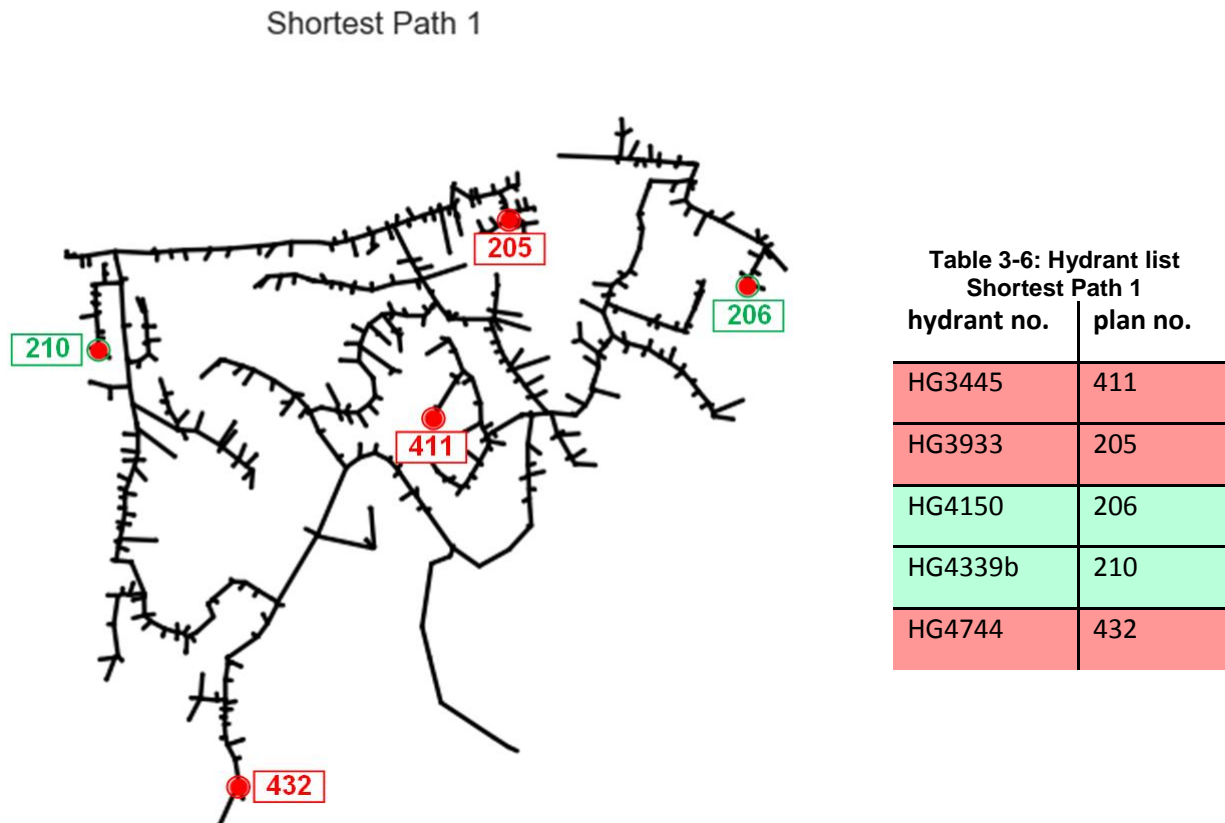 Shortest Path 1
205
206
210
411
432
Table 3-6: Hydrant list
Shortest Path 1
hydrant no. plan no.
HG3445 411
HG3933 205
HG4150 206
HG4339b 210
HG4744 432